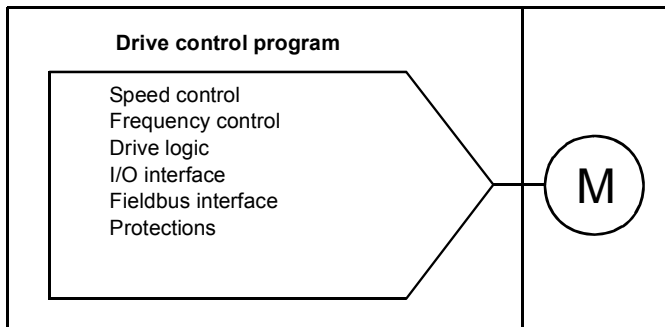 Drive control program
Speed control
Frequency control
Drive logic
I/O interface
Fieldbus interface
Protections
M